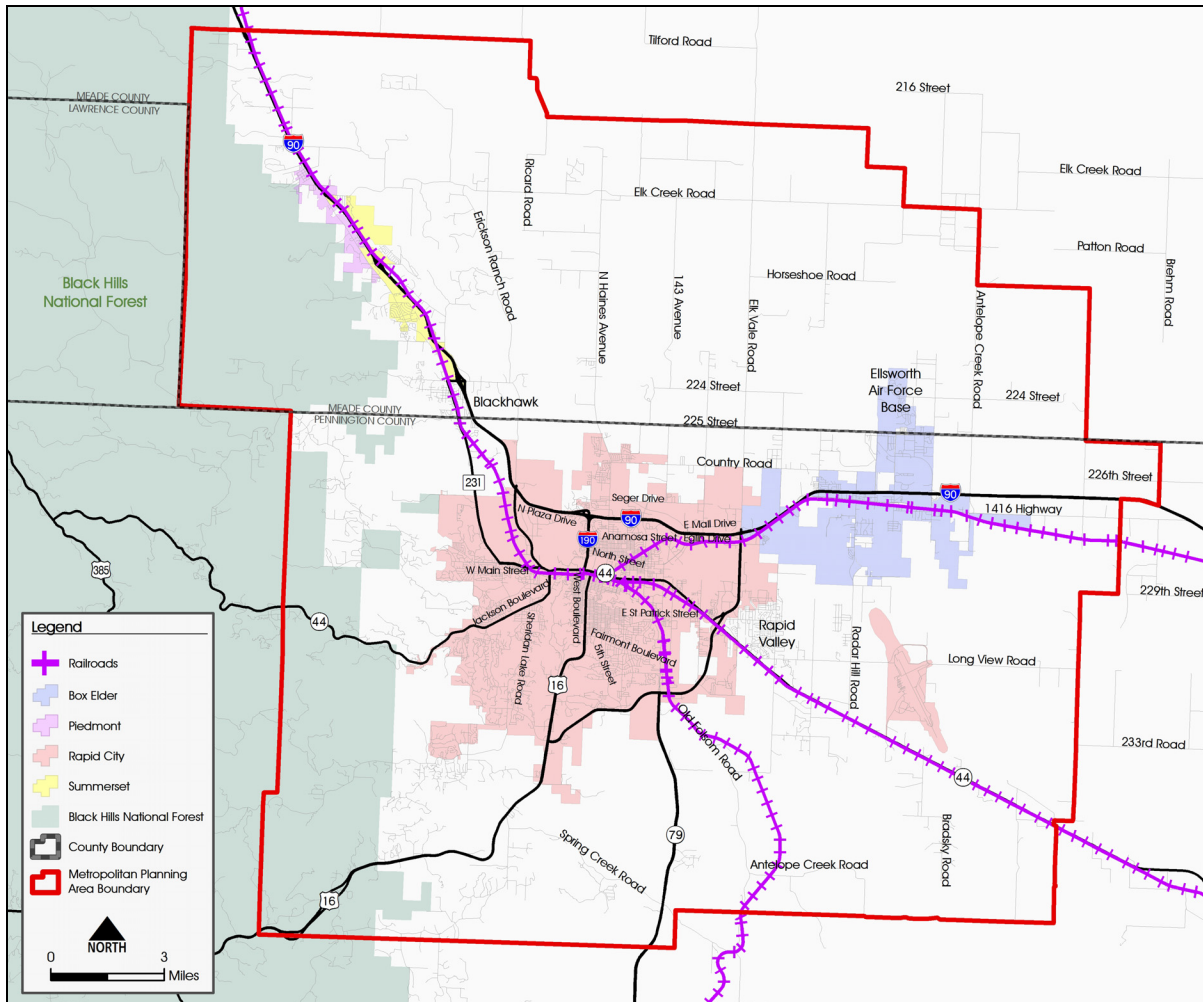 Tilford Road
216 Street
MEADE COUNTY
LAWRENCE COUNTY
90
Ricard Road
Elk Creek Road
Elk Creek Road
Erickson Ranch Road
N Haines Avenue
143 Avenue
Elk Vale Road
Horseshoe Road
Antelope Creek Road
Patton Road
Brehm Road
Black Hills
National Forest
Ellsworth
Air Force
Base
224 Street
224 Street
Blackhawk
MEADE COUNTY
PENNINGTON COUNTY
225 Street
Country Road
226th Street
231
Seger Drive
90
1416 Highway
N Plaza Drive
90
E Mall Drive
190
Anamosa Street
Eglin Drive
North Street
385
W Main Street
44
229th Street
Jackson Boulevard
West Boulevard
E St Patrick Street
44
Sheridan Lake Road
Fairmont Boulevard
5th Street
Rapid
Valley
Radar Hill Road
Long View Road
16
Old Folsom Road
233rd Road
44
79
Spring Creek Road
Antelope Creek Road
Bradsky Road
16
Legend
Railroads
Box Elder
Piedmont
Rapid City
Summerset
Black Hills National Forest
County Boundary
Metropolitan Planning
Area Boundary
NORTH
0 3
Miles